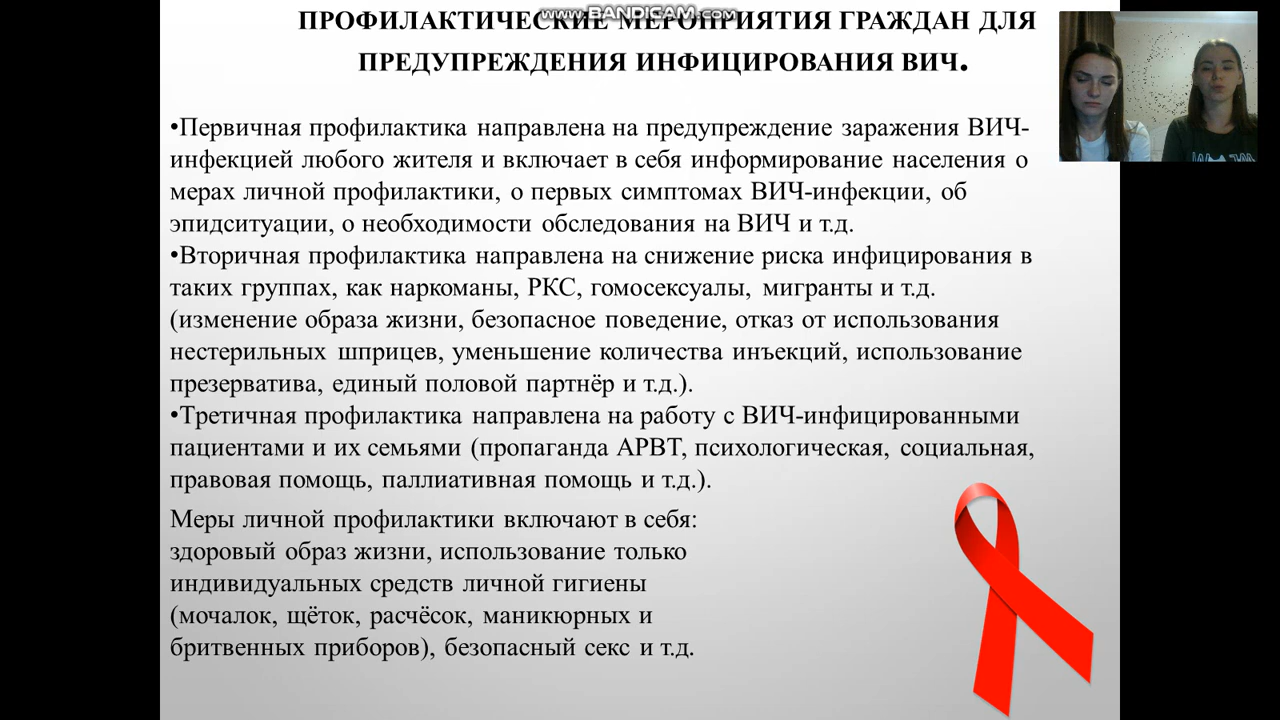 www.BANDICAM.com
ПРОФИЛАКТИЧЕСКИЕ МЕРОПРИЯТИЯ ГРАЖДАН ДЛЯ
ПРЕДУПРЕЖДЕНИЯ ИНФИЦИРОВАНИЯ ВИЧ.
•Первичная профилактика направлена на предупреждение заражения ВИЧ-
инфекцией любого жителя и включает в себя информирование населения о
мерах личной профилактики, о первых симптомах ВИЧ-инфекции, об
эпидситуации, о необходимости обследования на ВИЧ и т.д.
•Вторичная профилактика направлена на снижение риска инфицирования в
таких группах, как наркоманы, РКС, гомосексуалы, мигранты и т.д.
(изменение образа жизни, безопасное поведение, отказ от использования
нестерильных шприцев, уменьшение количества инъекций, использование
презерватива, единый половой партнёр и т.д.).
•Третичная профилактика направлена на работу с ВИЧ-инфицированными
пациентами и их семьями (пропаганда АРВТ, психологическая, социальная,
правовая помощь, паллиативная помощь и т.д.).
Меры личной профилактики включают в себя:
здоровый образ жизни, использование только
индивидуальных средств личной гигиены
(мочалок, щёток, расчёсок, маникюрных и
бритвенных приборов), безопасный секс и т.д.